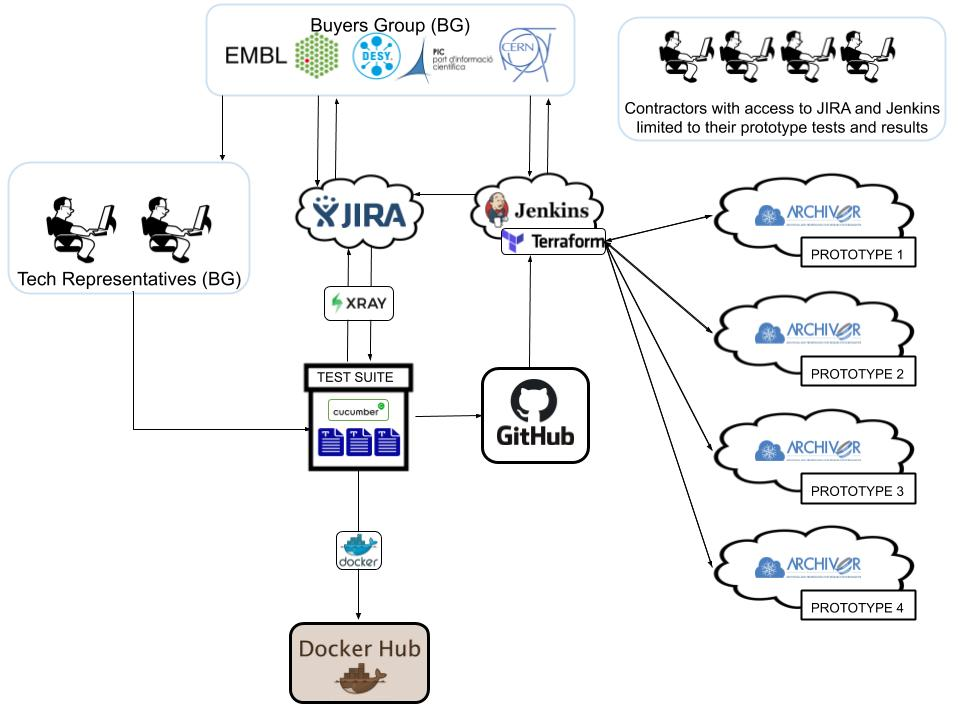 Buyers Group (BG)
EMBL
DESY.
PIC
port d'informació
científica
CERN
Contractors with access to JIRA and Jenkins
limited to their prototype tests and results
Tech Representatives (BG)
JIRA
Jenkins
Terraform
XRAY
TEST SUITE
cucumber
T T T
GitHub
docker
Docker Hub
ARCHIVER
PROTOTYPE 1
ARCHIVER
PROTOTYPE 2
ARCHIVER
PROTOTYPE 3
ARCHIVER
PROTOTYPE 4